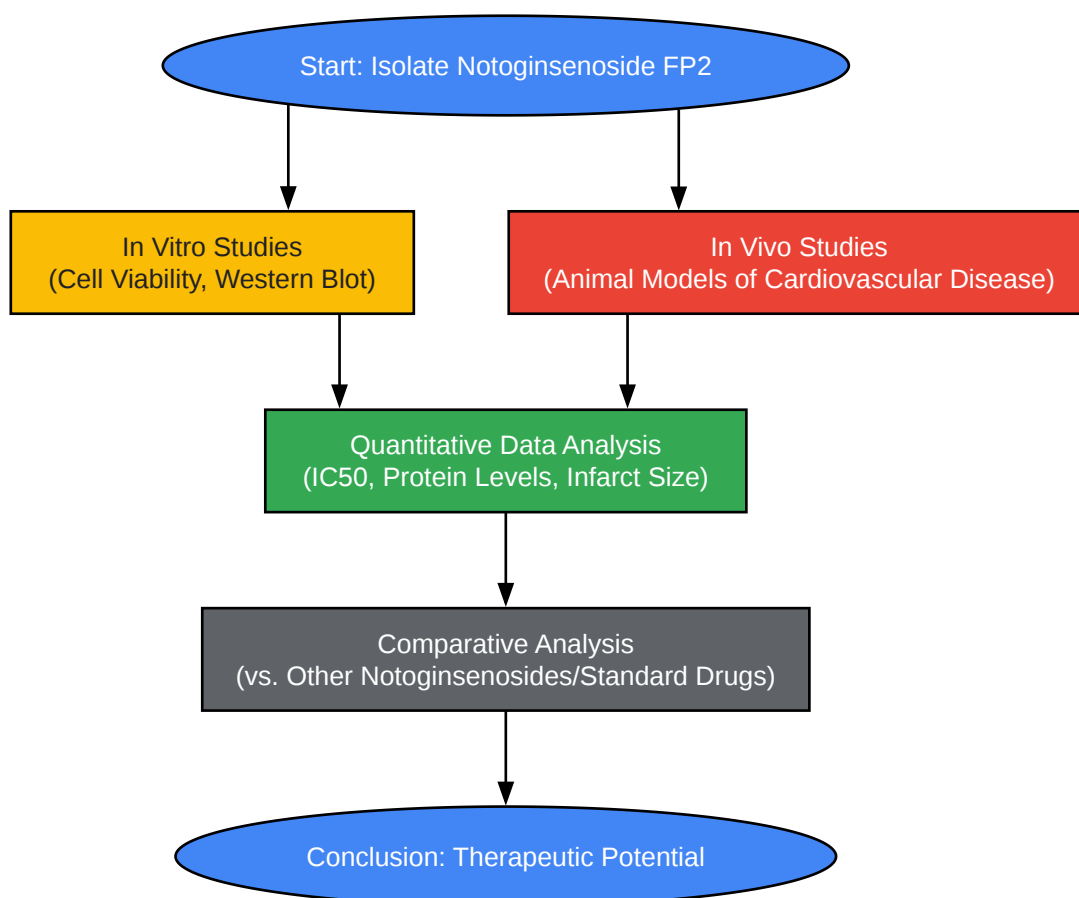 Start: Isolate Notoginsenoside FP2
In Vitro Studies
(Cell Viability, Western Blot)
In Vivo Studies
(Animal Models of Cardiovascular Disease)
Quantitative Data Analysis
(IC50, Protein Levels, Infarct Size)
Comparative Analysis
(vs. Other Notoginsenosides/Standard Drugs)
Conclusion: Therapeutic Potential